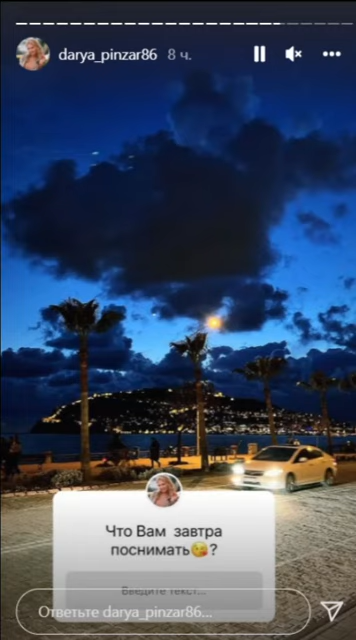 darya_pinzar86 8 ч.
Что Вам завтра
поснимать😘?
Введите текст...
Ответьте darya_pinzar86...